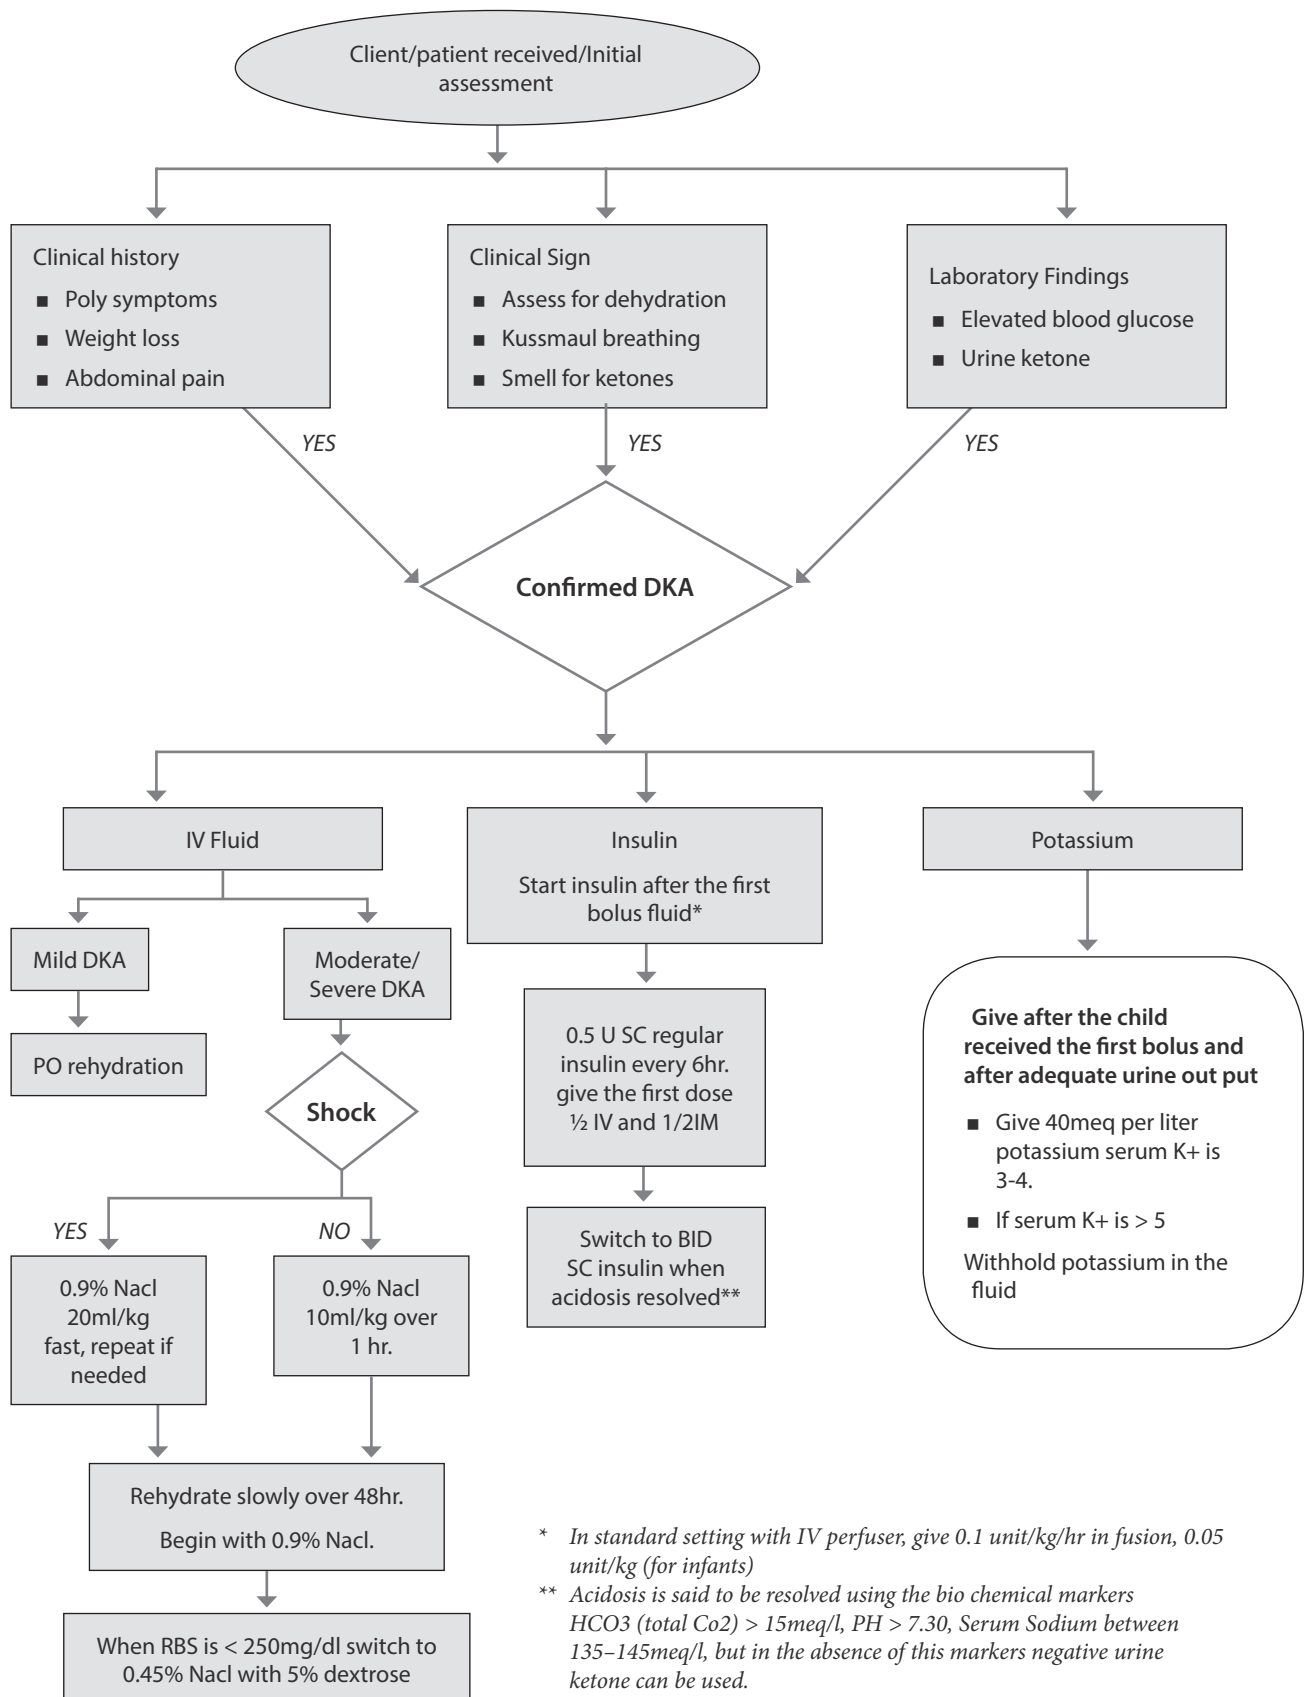 Client/patient received/Initial
assessment
Clinical history
■ Poly symptoms
■ Weight loss
■ Abdominal pain
Clinical Sign
■ Assess for dehydration
■ Kussmaul breathing
■ Smell for ketones
Laboratory Findings
■ Elevated blood glucose
■ Urine ketone
YES
YES
YES
Confirmed DKA
IV Fluid
Mild DKA
PO rehydration
Moderate/
Severe DKA
Shock
YES
NO
0.9% Nacl
20ml/kg
fast, repeat if
needed
0.9% Nacl
10ml/kg over
1 hr.
Rehydrate slowly over 48hr.
Begin with 0.9% Nacl.
When RBS is < 250mg/dl switch to
0.45% Nacl with 5% dextrose
Insulin
Start insulin after the first
bolus fluid*
0.5 U SC regular
insulin every 6hr.
give the first dose
½ IV and 1/2IM
Switch to BID
SC insulin when
acidosis resolved**
Potassium
Give after the child
received the first bolus and
after adequate urine out put
■ Give 40meq per liter
potassium serum K+ is
3-4.
■ If serum K+ is > 5
Withhold potassium in the
fluid
* In standard setting with IV perfuser, give 0.1 unit/kg/hr in fusion, 0.05
unit/kg (for infants)
** Acidosis is said to be resolved using the bio chemical markers
HCO3 (total Co2) > 15meq/l, PH > 7.30, Serum Sodium between
135–145meq/l, but in the absence of this markers negative urine
ketone can be used.